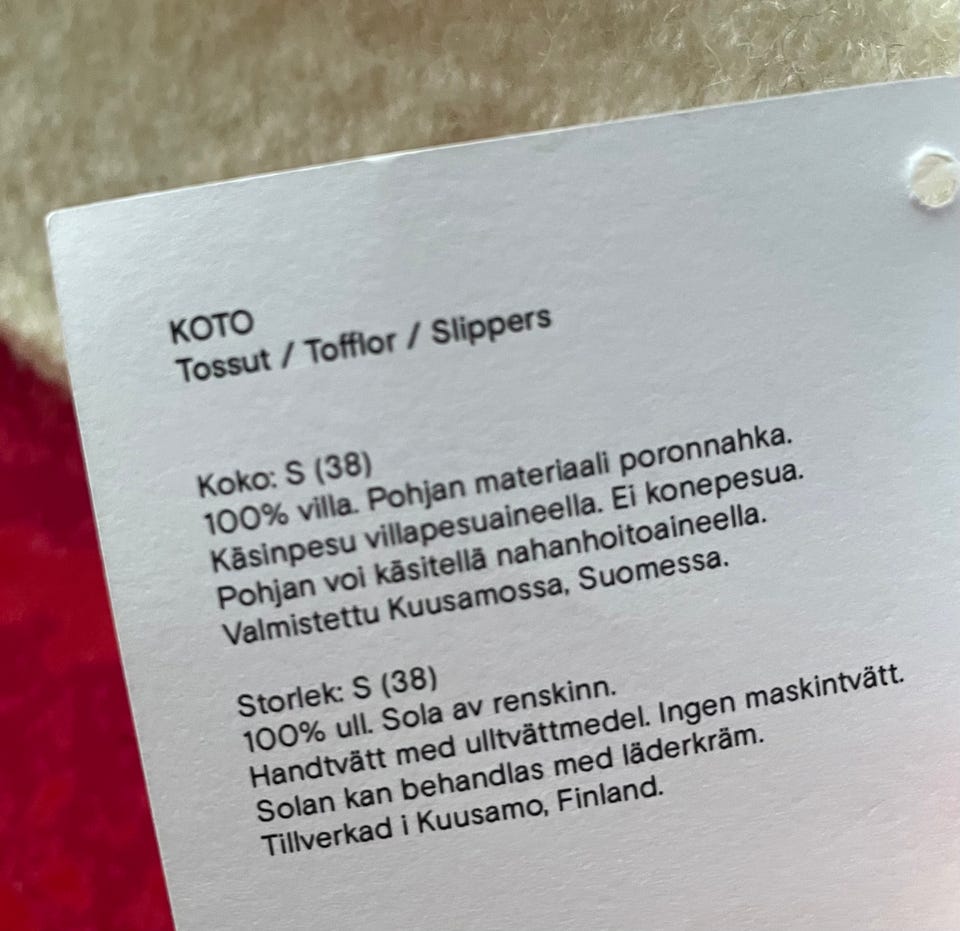 KOTO
Tossut / Tofflor / Slippers
Koko: S (38)
100% villa. Pohjan materiaali poronnahka.
Käsinpesu villapesuaineella. Ei konepesua.
Pohjan voi käsitellä nahanhoitoaineella.
Valmistettu Kuusamossa, Suomessa.
Storlek: S (38)
100% ull. Sola av renskinn.
Handtvätt med ulltvättmedel. Ingen maskintvätt.
Solan kan behandlas med läderkräm.
Tillverkad i Kuusamo, Finland.